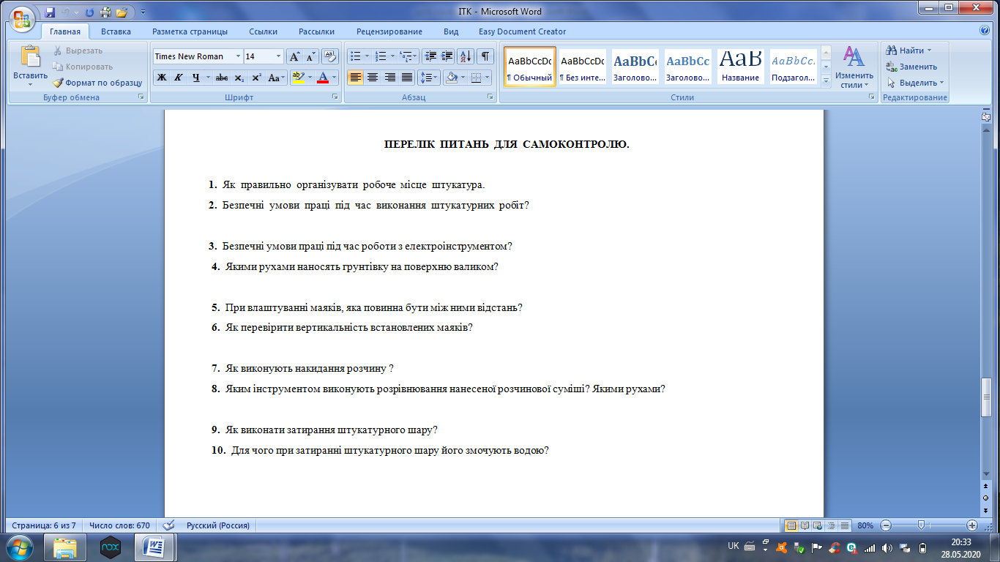 ITK - Microsoft Word
Главная Вставка Разметка страницы Ссылки Рассылки Рецензирование Вид Easy Document Creator
Вставить
Вырезать
Копировать
Формат по образцу
Буфер обмена
Times New Roman 14
Ж К Ч abc x₂ x² Aa
Шрифт
Абзац
AaBbCcDc AaBbCcDc AaBbC AaBbCc AaB AaBbCc.
¶ Обычный ¶ Без инте... Заголово... Заголово... Название Подзагол...
Стили
Изменить стили
Найти
Заменить
Выделить
Редактирование
ПЕРЕЛІК ПИТАНЬ ДЛЯ САМОКОНТРОЛЮ.
1. Як правильно організувати робоче місце штукатура.
2. Безпечні умови праці під час виконання штукатурних робіт?
3. Безпечні умови праці під час роботи з електроінструментом?
4. Якими рухами наносять грунтівку на поверхню валиком?
5. При влаштуванні маяків, яка повинна бути між ними відстань?
6. Як перевірити вертикальність встановлених маяків?
7. Як виконують накидання розчину ?
8. Яким інструментом виконують розрівнювання нанесеної розчинової суміші? Якими рухами?
9. Як виконати затирання штукатурного шару?
10. Для чого при затиранні штукатурного шару його змочують водою?
Страница: 6 из 7 Число слов: 670 Русский (Россия) 80%
nox UK 20:33
28.05.2020